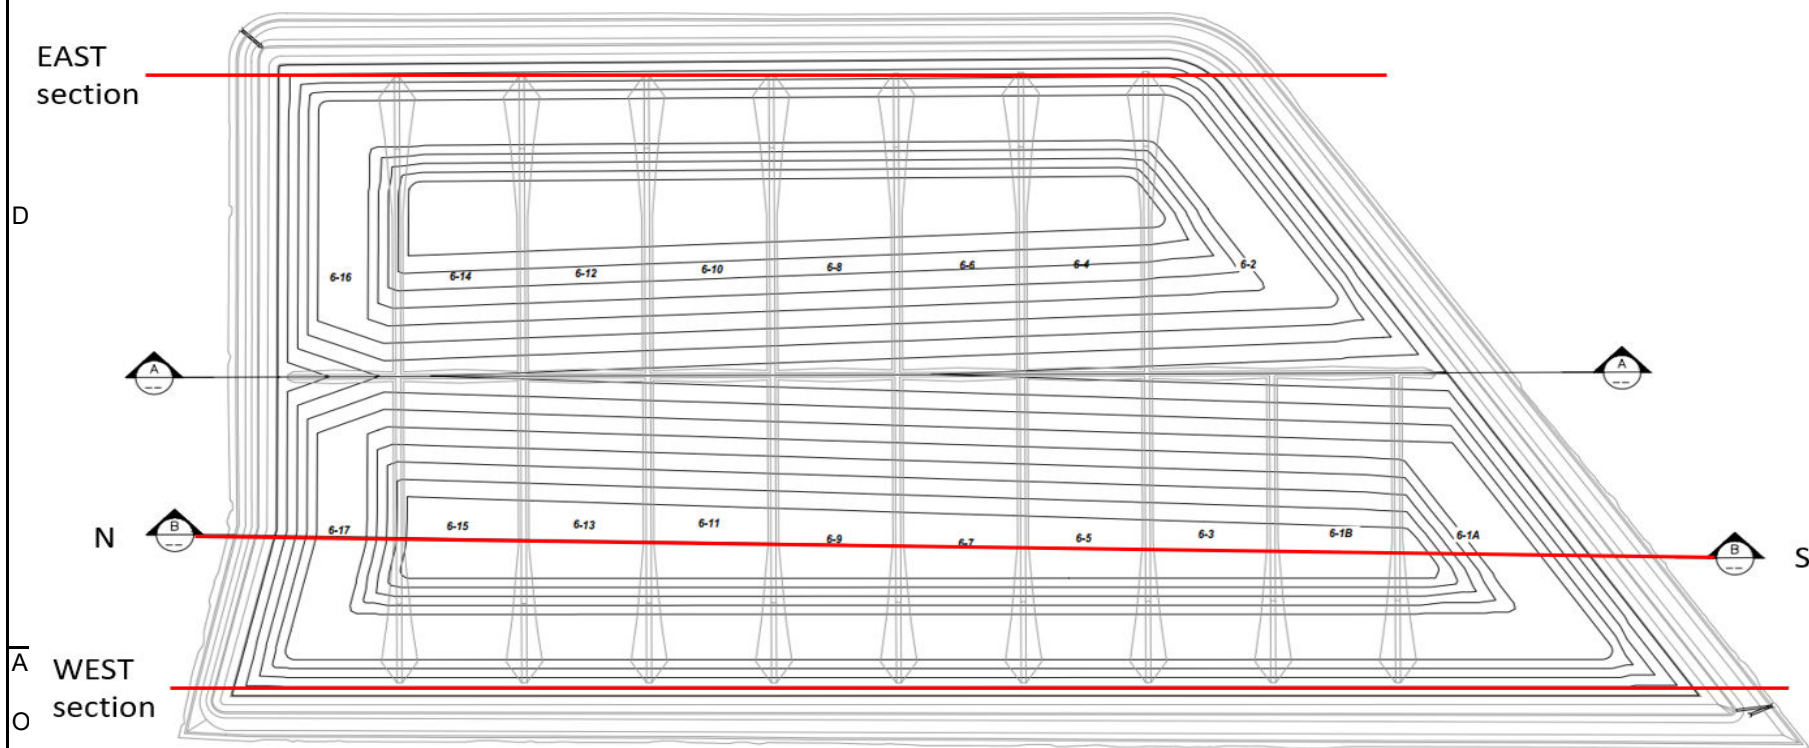 EAST
section
D
6-16
6-14
6-12
6-10
6-8
6-6
6-4
6-2
A
--
A
--
N
B
--
6-17
6-15
6-13
6-11
6-9
6-7
6-5
6-3
6-1B
6-1A
B
--
S
A
WEST
section
O